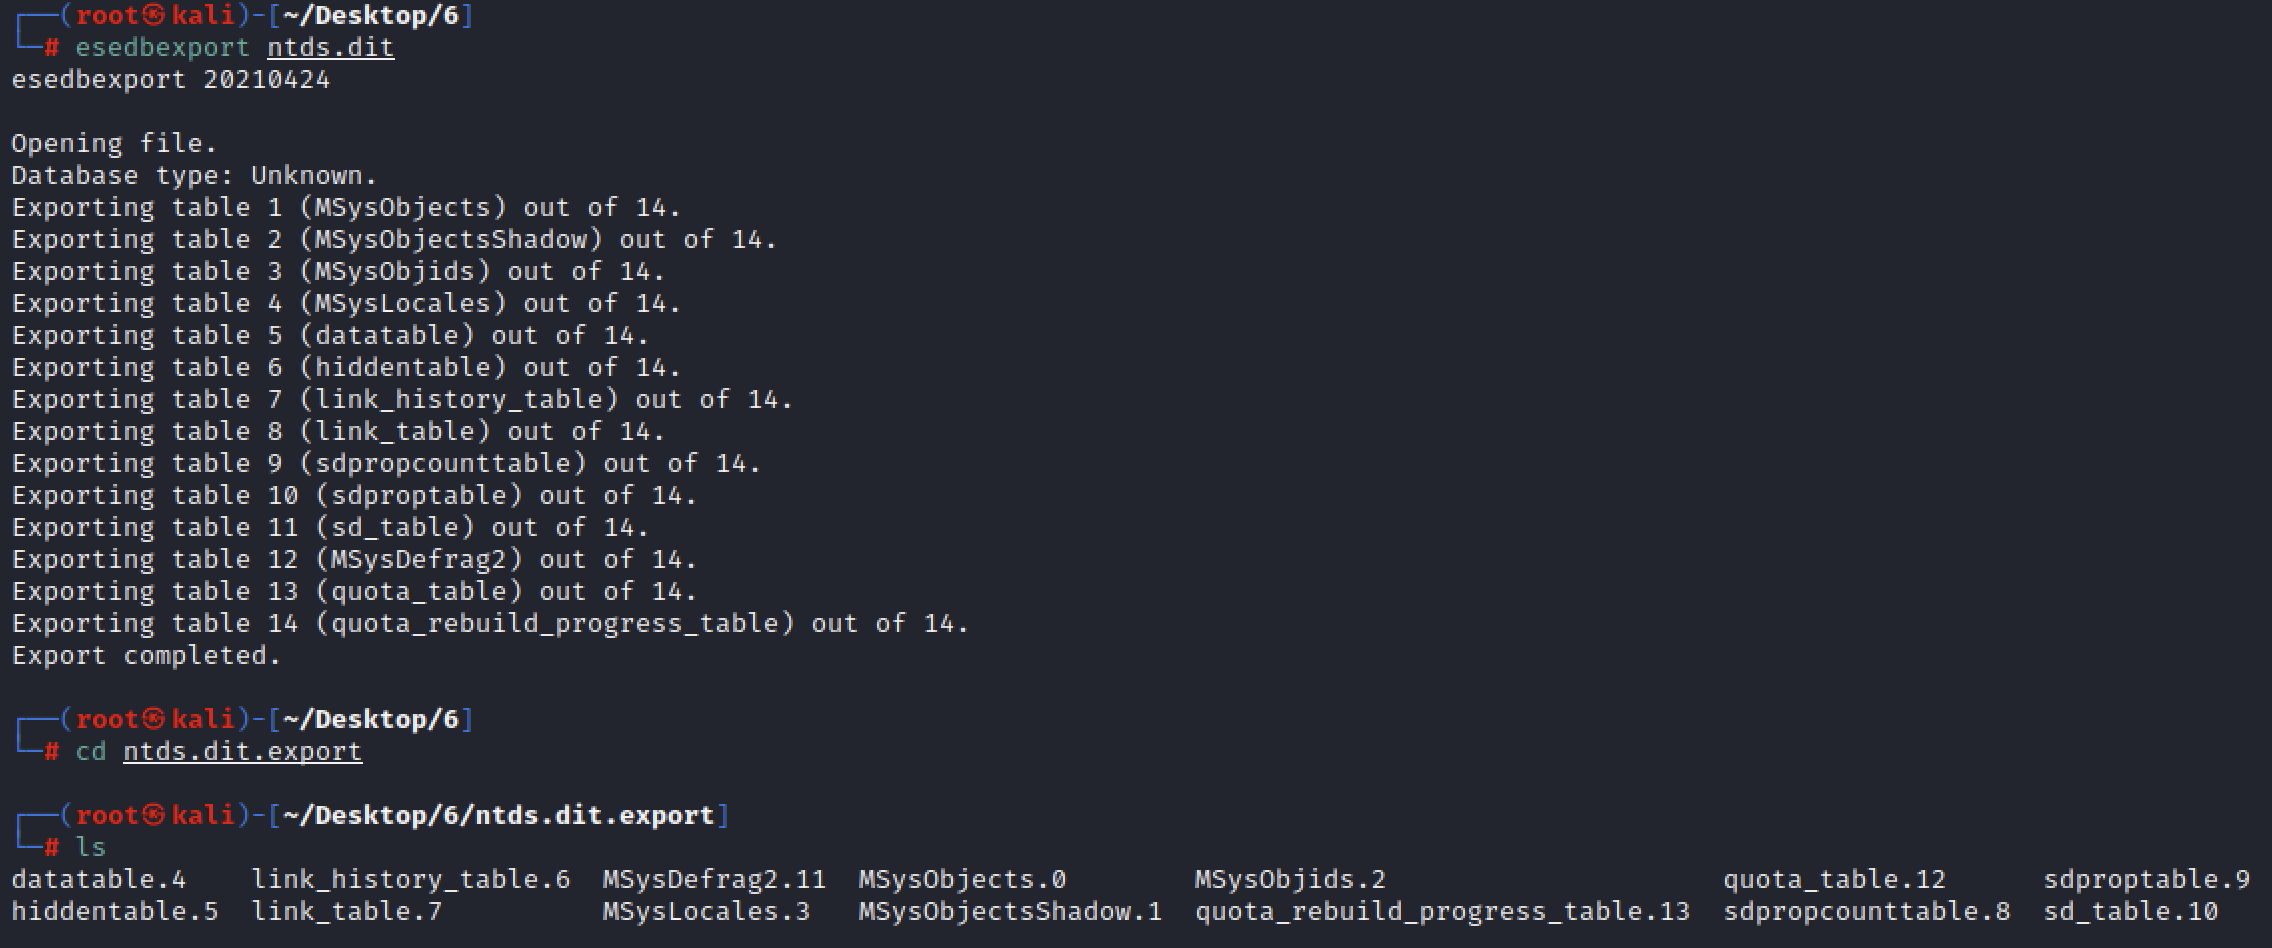 ┌──(root㉿kali)-[~/Desktop/6]
└─# esedbexport ntds.dit
esedbexport 20210424

Opening file.
Database type: Unknown.
Exporting table 1 (MSysObjects) out of 14.
Exporting table 2 (MSysObjectsShadow) out of 14.
Exporting table 3 (MSysObjids) out of 14.
Exporting table 4 (MSysLocales) out of 14.
Exporting table 5 (datatable) out of 14.
Exporting table 6 (hiddentable) out of 14.
Exporting table 7 (link_history_table) out of 14.
Exporting table 8 (link_table) out of 14.
Exporting table 9 (sdpropcounttable) out of 14.
Exporting table 10 (sdproptable) out of 14.
Exporting table 11 (sd_table) out of 14.
Exporting table 12 (MSysDefrag2) out of 14.
Exporting table 13 (quota_table) out of 14.
Exporting table 14 (quota_rebuild_progress_table) out of 14.
Export completed.

┌──(root㉿kali)-[~/Desktop/6]
└─# cd ntds.dit.export

┌──(root㉿kali)-[~/Desktop/6/ntds.dit.export]
└─# ls
datatable.4    link_history_table.6  MSysDefrag2.11  MSysObjects.0        MSysObjids.2                     quota_table.12      sdproptable.9
hiddentable.5  link_table.7          MSysLocales.3   MSysObjectsShadow.1  quota_rebuild_progress_table.13  sdpropcounttable.8  sd_table.10